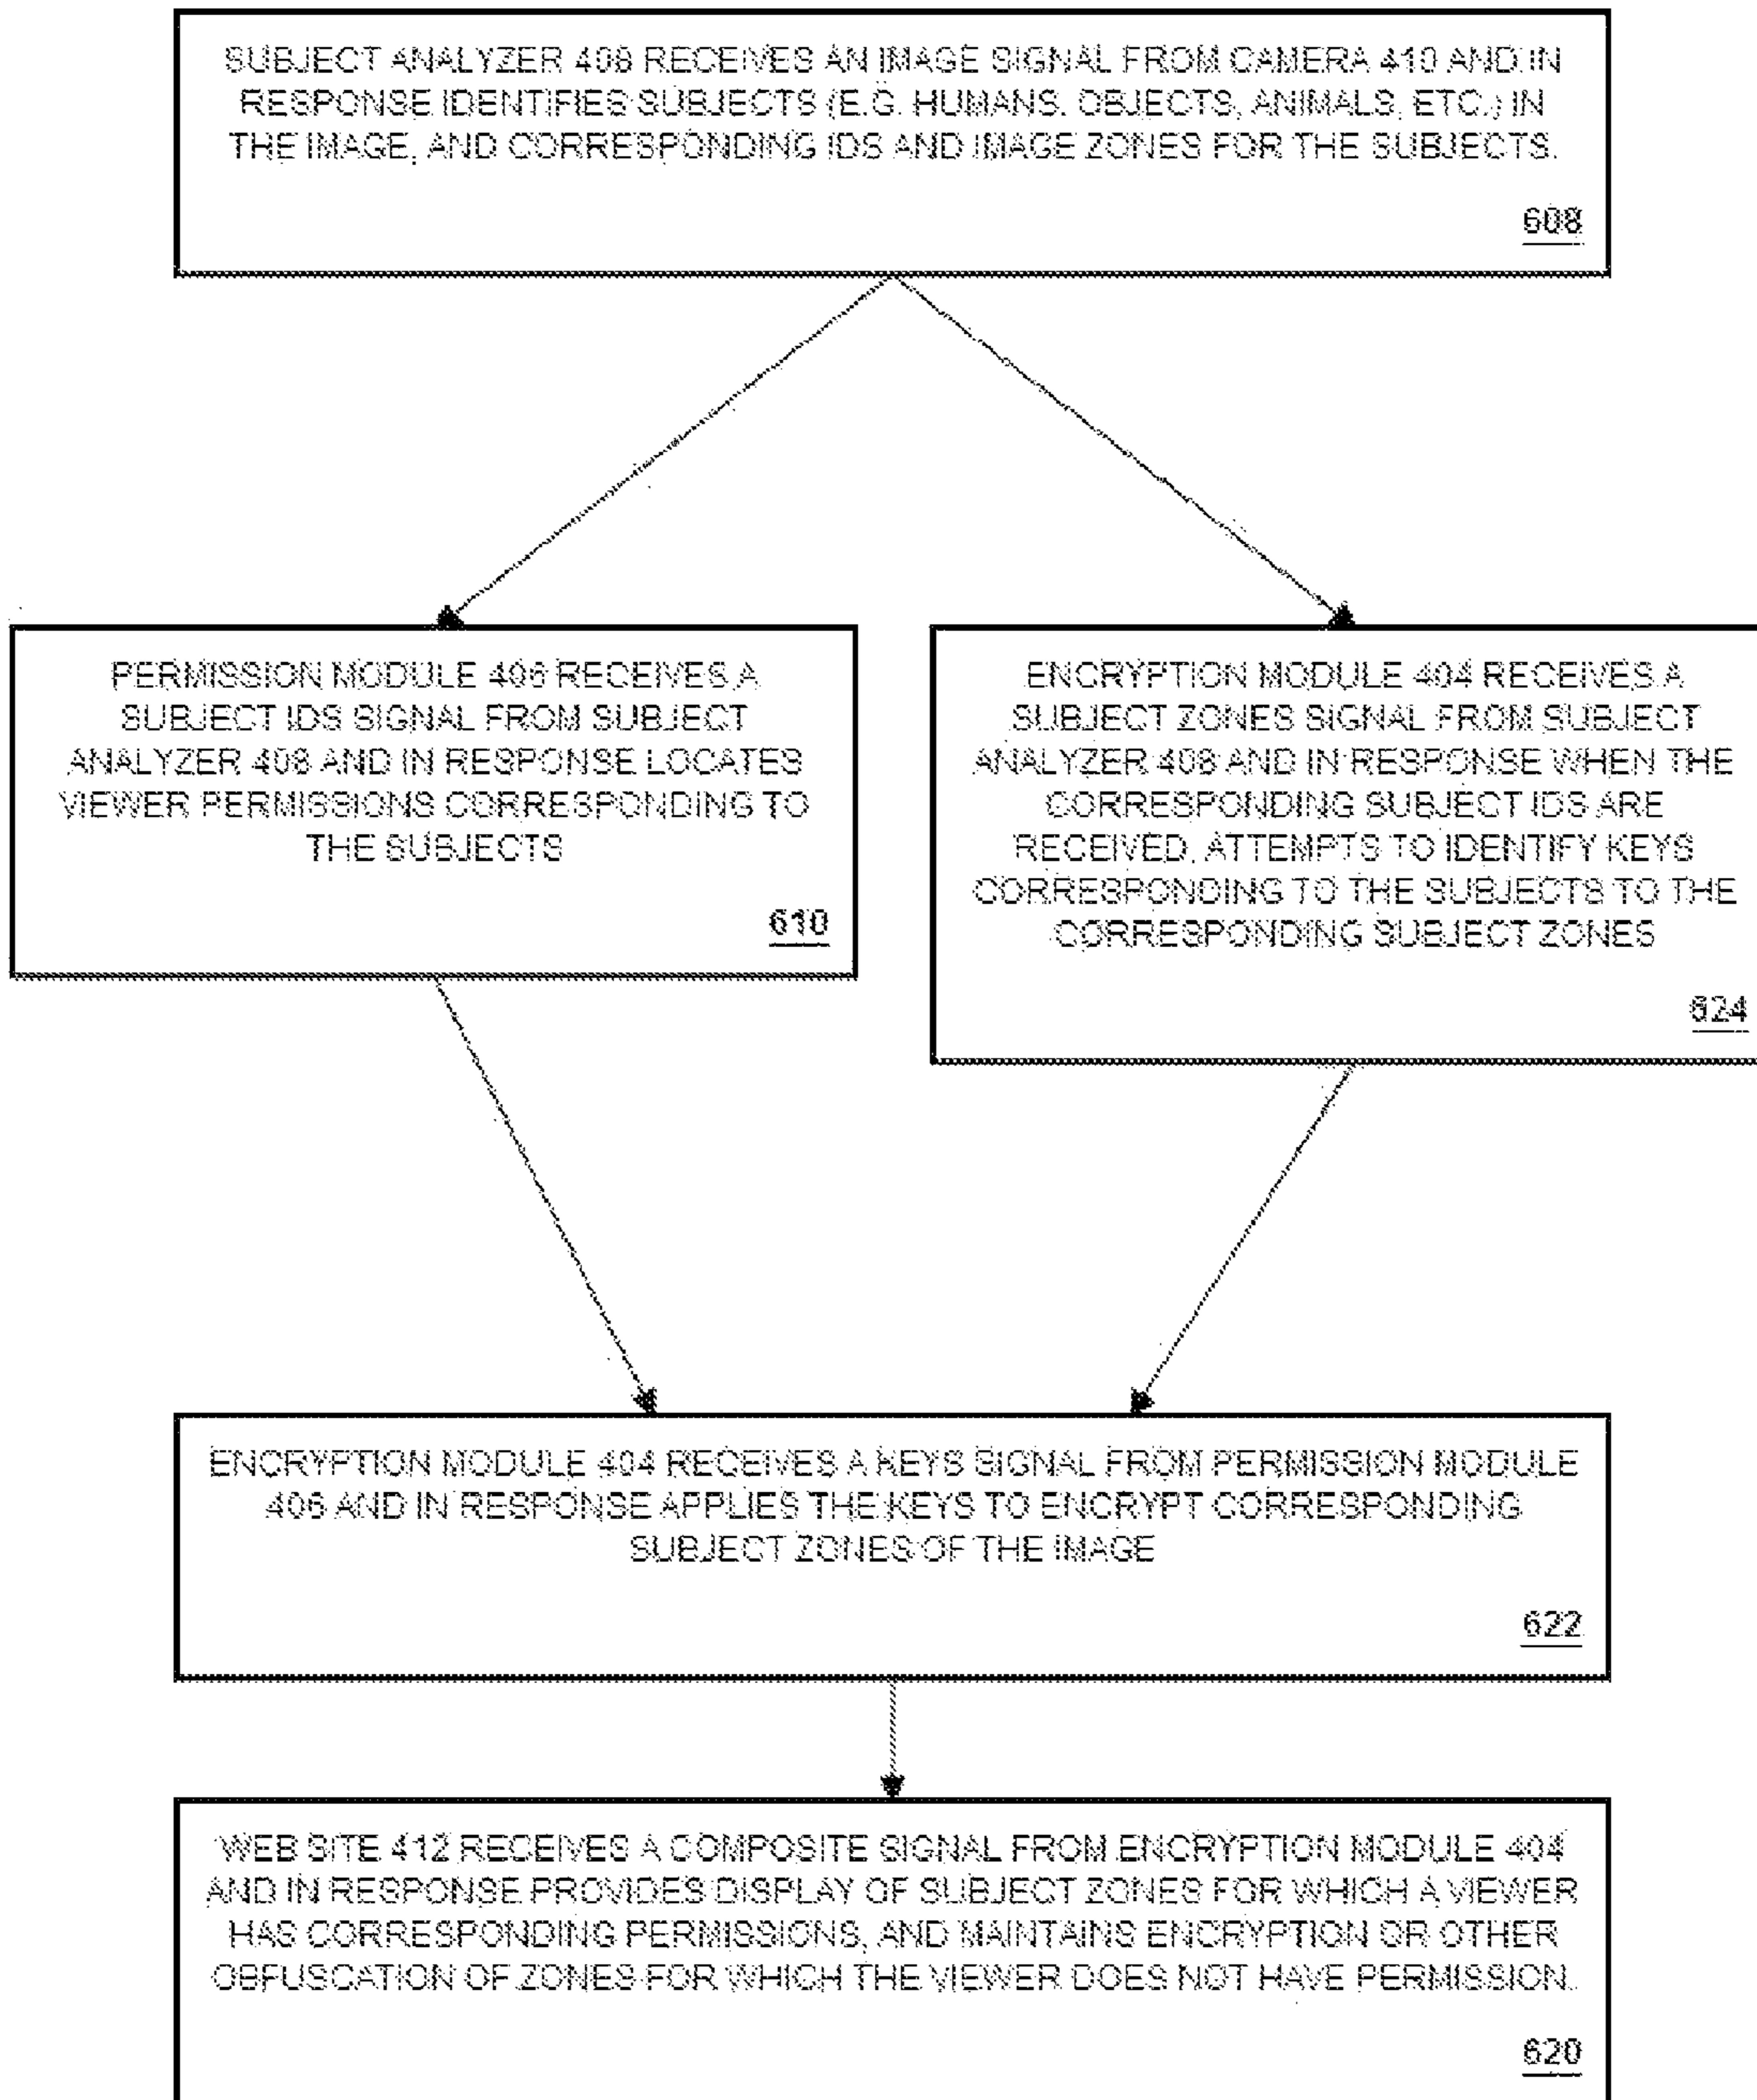 SUBJECT ANALYZER 408 RECEIVES AN IMAGE SIGNAL FROM CAMERA 410 AND IN
RESPONSE IDENTIFIES SUBJECTS (E.G. HUMANS, OBJECTS, ANIMALS, ETC.) IN
THE IMAGE, AND CORRESPONDING IDS AND IMAGE ZONES FOR THE SUBJECTS.
608
PERMISSION MODULE 406 RECEIVES A
SUBJECT IDS SIGNAL FROM SUBJECT
ANALYZER 408 AND IN RESPONSE LOCATES
VIEWER PERMISSIONS CORRESPONDING TO
THE SUBJECTS
610
ENCRYPTION MODULE 404 RECEIVES A
SUBJECT ZONES SIGNAL FROM SUBJECT
ANALYZER 408 AND IN RESPONSE WHEN THE
CORRESPONDING SUBJECT IDS ARE
RECEIVED, ATTEMPTS TO IDENTIFY KEYS
CORRESPONDING TO THE SUBJECTS TO THE
CORRESPONDING SUBJECT ZONES
624
ENCRYPTION MODULE 404 RECEIVES A KEYS SIGNAL FROM PERMISSION MODULE
406 AND IN RESPONSE APPLIES THE KEYS TO ENCRYPT CORRESPONDING
SUBJECT ZONES OF THE IMAGE
622
WEB SITE 412 RECEIVES A COMPOSITE SIGNAL FROM ENCRYPTION MODULE 404
AND IN RESPONSE PROVIDES DISPLAY OF SUBJECT ZONES FOR WHICH A VIEWER
HAS CORRESPONDING PERMISSIONS, AND MAINTAINS ENCRYPTION OR OTHER
OBFUSCATION OF ZONES FOR WHICH THE VIEWER DOES NOT HAVE PERMISSION.
620